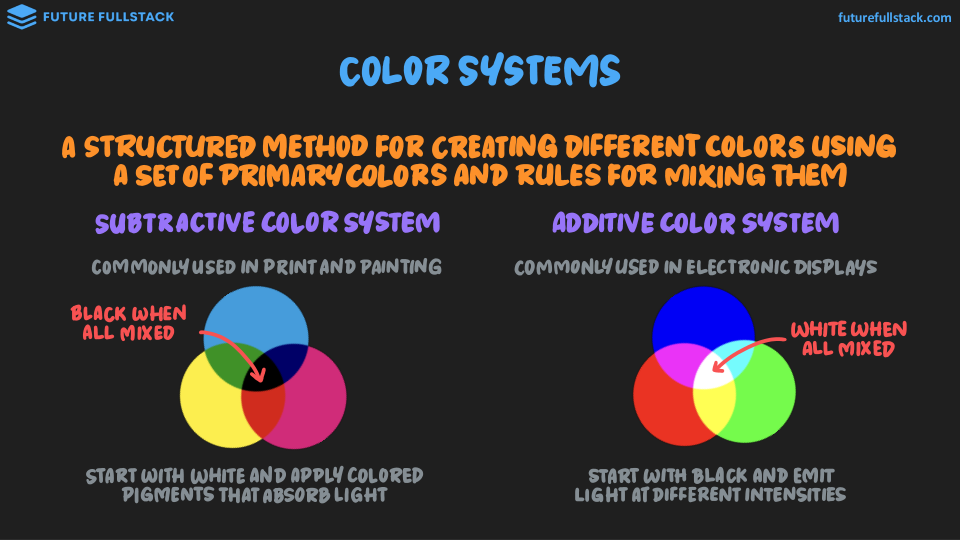 FUTURE FULLSTACK
futurefullstack.com
COLOR SYSTEMS
A STRUCTURED METHOD FOR CREATING DIFFERENT COLORS USING
A SET OF PRIMARY COLORS AND RULES FOR MIXING THEM
SUBTRACTIVE COLOR SYSTEM
COMMONLY USED IN PRINT AND PAINTING
BLACK WHEN
ALL MIXED
START WITH WHITE AND APPLY COLORED
PIGMENTS THAT ABSORB LIGHT
ADDITIVE COLOR SYSTEM
COMMONLY USED IN ELECTRONIC DISPLAYS
WHITE WHEN
ALL MIXED
START WITH BLACK AND EMIT
LIGHT AT DIFFERENT INTENSITIES